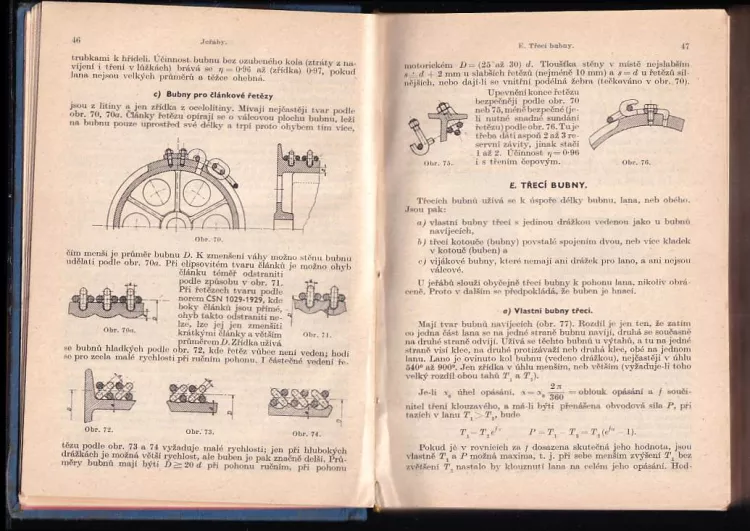 46
Jeřáby.
trubkami k hřídeli. Účinnost bubnu bez ozubeného kola (ztráty z na-
víjení i tření v lůžkách) brává se η = 0·96 až (zřídka) 0·97, pokud
lana nejsou velkých průměrů a těžce ohebná.
c) Bubny pro článkové řetězy
jsou z litiny a jen zřídka z ocelolitiny. Mívají nejčastěji tvar podle
obr. 70, 70a. Články řetězu opírají se o válcovou plochu bubnu, leží
na bubnu pouze uprostřed své délky a trpí proto ohybem tím více,
Obr. 70.
čím menší je průměr bubnu D. K zmenšení váhy možno stěnu bubnu
udělati podle obr. 70a. Při elipsovitém tvaru článků je možno ohyb
článku téměř odstraniti
podle způsobu v obr. 71.
Při řetězech tvaru podle
norem ČSN 1029-1929, kde
boky článků jsou přímé,
ohyb takto odstraniti ne-
lze, lze jej jen zmenšiti
krátkými články a větším
průměrem D. Zřídka užívá
Obr. 70a.
Obr. 71.
se bubnů hladkých podle obr. 72, kde řetěz vůbec není veden; hodí
se pro zcela malé rychlosti při ručním pohonu. I částečné vedení ře-
Obr. 72.
Obr. 73.
Obr. 74.
tězu podle obr. 73 a 74 vyžaduje malé rychlosti; jen při hlubokých
drážkách je možná větší rychlost, ale buben je pak značně delší. Prů-
měry bubnů mají býti D ≥ 20 d při pohonu ručním, při pohonu
E. Třecí bubny.
47
motorickém D = (25 až 30) d. Tloušťka stěny v místě nejslabším
s ≥ d + 2 mm u slabších řetězů (nejméně 10 mm) a s = d u řetězů sil-
nějších, nebo dají-li se vnitřní podélná žebra (tečkováno v obr. 70).
Upevnění konce řetězu
bezpečnější podle obr. 70
neb 75, méně bezpečné (je-
li nutné snadné sundání
řetězu) podle obr. 76. Tu je
třeba dáti aspoň 2 až 3 re-
servní závity, jinak stačí
1 až 2. Účinnost η = 0·96
i s třením čepovým.
Obr. 75.
Obr. 76.
E. TŘECÍ BUBNY.
Třecích bubnů užívá se k úspoře délky bubnu, lana, neb obého.
Jsou pak:
a) vlastní bubny třecí s jedinou drážkou vedenou jako u bubnů
navíjecích,
b) třecí kotouče (bubny) povstalé spojením dvou, neb více kladek
v kotouč (buben) a
c) vijákové bubny, které nemají ani drážek pro lano, a ani nejsou
válcové.
U jeřábů slouží obyčejně třecí bubny k pohonu lana, nikoliv obrá-
ceně. Proto v dalším se předpokládá, že buben je hnací.
a) Vlastní bubny třecí.
Mají tvar bubnů navíjecích (obr. 77). Rozdíl je jen ten, že zatím
co jedna část lana se na jedné straně bubnu navíjí, druhá se současně
na druhé straně odvíjí. Užívá se těchto bubnů u výtahů, a tu na jedné
straně visí klec, na druhé protizávaží neb druhá klec, obé na jednom
laně. Lano je ovinuto kol bubnu (vedeno drážkou), nejčastěji v úhlu
540° až 900°. Jen zřídka v úhlu menším, neb větším (vyžaduje-li toho
velký rozdíl obou tahů T₁ a T₂).
Je-li α₀ úhel opásání, α = α₀ 2π/360 = oblouk opásání a f souči-
nitel tření klouzavého, a má-li býti přenášena obvodová síla P, při
tazích v lanu T₁ > T₂, bude
T₁ = T₂ e^fα    P = T₁ − T₂ = T₂ (e^fα − 1).
Pokud je v rovnicích za f dosazena skutečná jeho hodnota, jsou
vlastně T₁ a P možná maxima, t. j. při sebe menším zvýšení T₁ bez
zvětšení T₂ nastalo by klouznutí lana na celém jeho opásání. Hod-